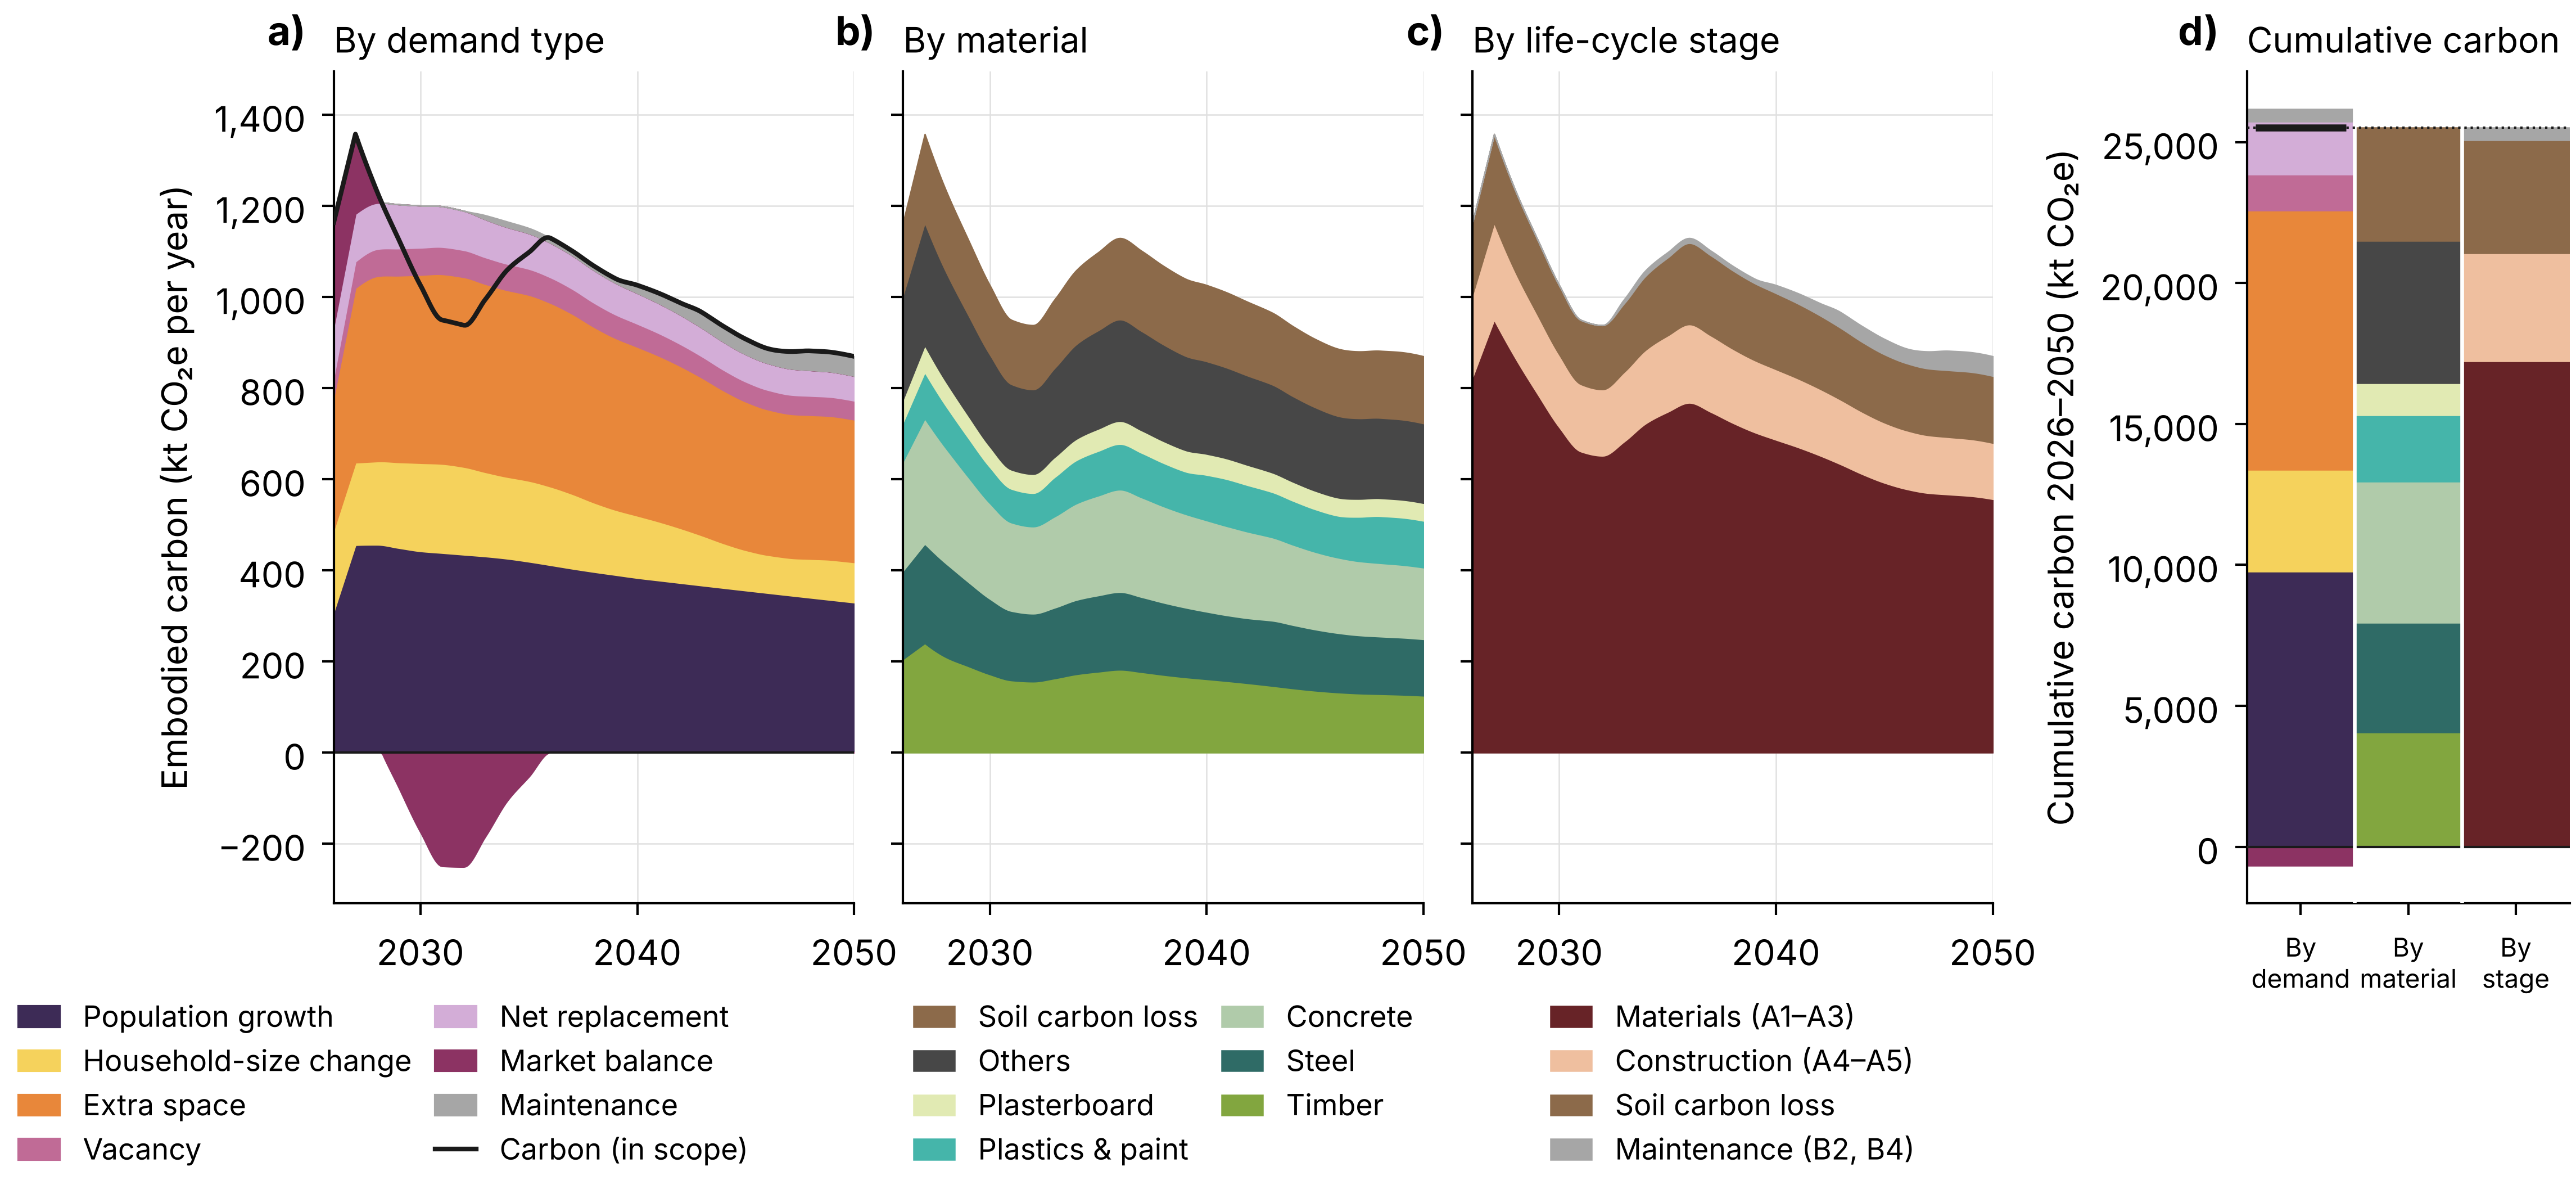 a) By demand type
b) By material
c) By life-cycle stage
d) Cumulative carbon
Embodied carbon (kt CO₂e per year)
1,400
1,200
1,000
800
600
400
200
0
−200
2030 2040 2050
2030 2040 2050
2030 2040 2050
Cumulative carbon 2026–2050 (kt CO₂e)
25,000
20,000
15,000
10,000
5,000
0
By demand
By material
By stage
Population growth
Household-size change
Extra space
Vacancy
Net replacement
Market balance
Maintenance
Carbon (in scope)
Soil carbon loss
Others
Plasterboard
Plastics & paint
Concrete
Steel
Timber
Materials (A1–A3)
Construction (A4–A5)
Soil carbon loss
Maintenance (B2, B4)